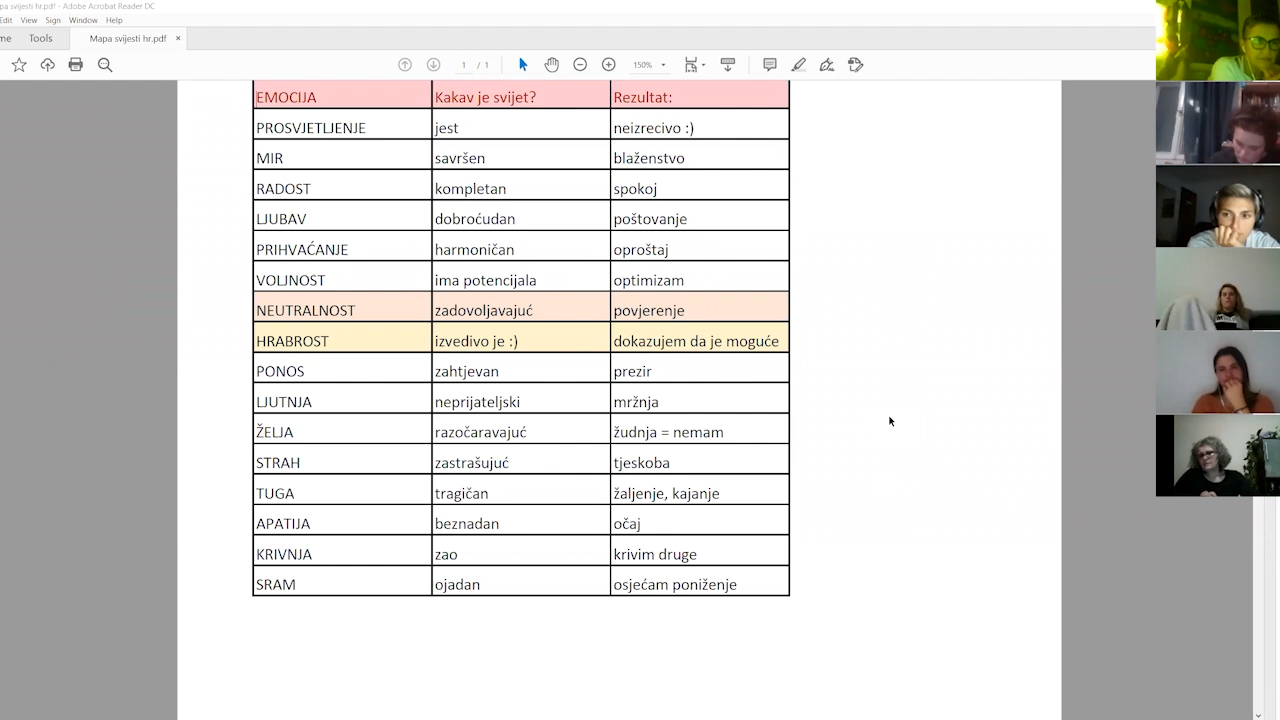 pa svijesti hr.pdf - Adobe Acrobat Reader DC
Edit View Sign Window Help
me Tools Mapa svijesti hr.pdf ×
1 / 1 150%
EMOCIJA Kakav je svijet? Rezultat:
PROSVJETLJENJE jest neizrecivo :)
MIR savršen blaženstvo
RADOST kompletan spokoj
LJUBAV dobroćudan poštovanje
PRIHVAĆANJE harmoničan oproštaj
VOLJNOST ima potencijala optimizam
NEUTRALNOST zadovoljavajuć povjerenje
HRABROST izvedivo je :) dokazujem da je moguće
PONOS zahtjevan prezir
LJUTNJA neprijateljski mržnja
ŽELJA razočaravajuć žudnja = nemam
STRAH zastrašujuć tjeskoba
TUGA tragičan žaljenje, kajanje
APATIJA beznadan očaj
KRIVNJA zao krivim druge
SRAM ojađen osjećam poniženje